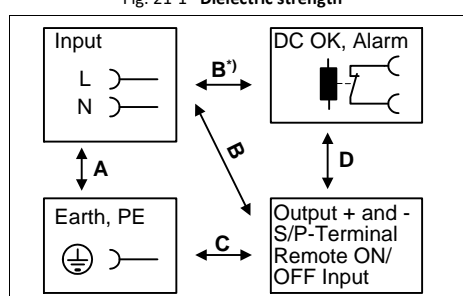 Fig. 21-1 Dielectric strength
Input
L
N
B*)
DC OK, Alarm
A
B
D
Earth, PE
C
Output + and -
S/P-Terminal
Remote ON/
OFF Input